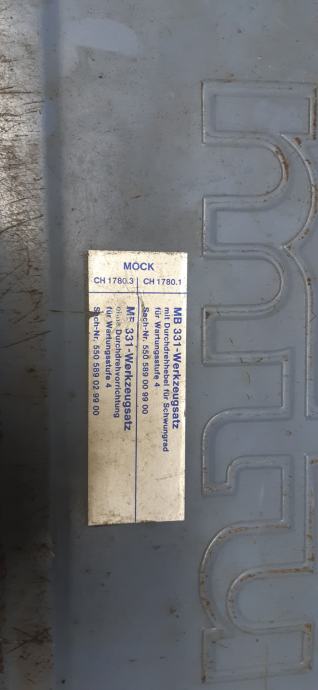 MOCK
CH 1780.3
CH 1780.1
MB 331-Werkzeugsatz
mit Durchdrehhebel für Schwungrad
für Wartungsstufe 4
Sach-Nr. 550 589 00 99 00
MB 331-Werkzeugsatz
ohne Durchdrehvorrichtung
für Wartungsstufe 4
Sach-Nr. 550 589 02 99 00
mtu